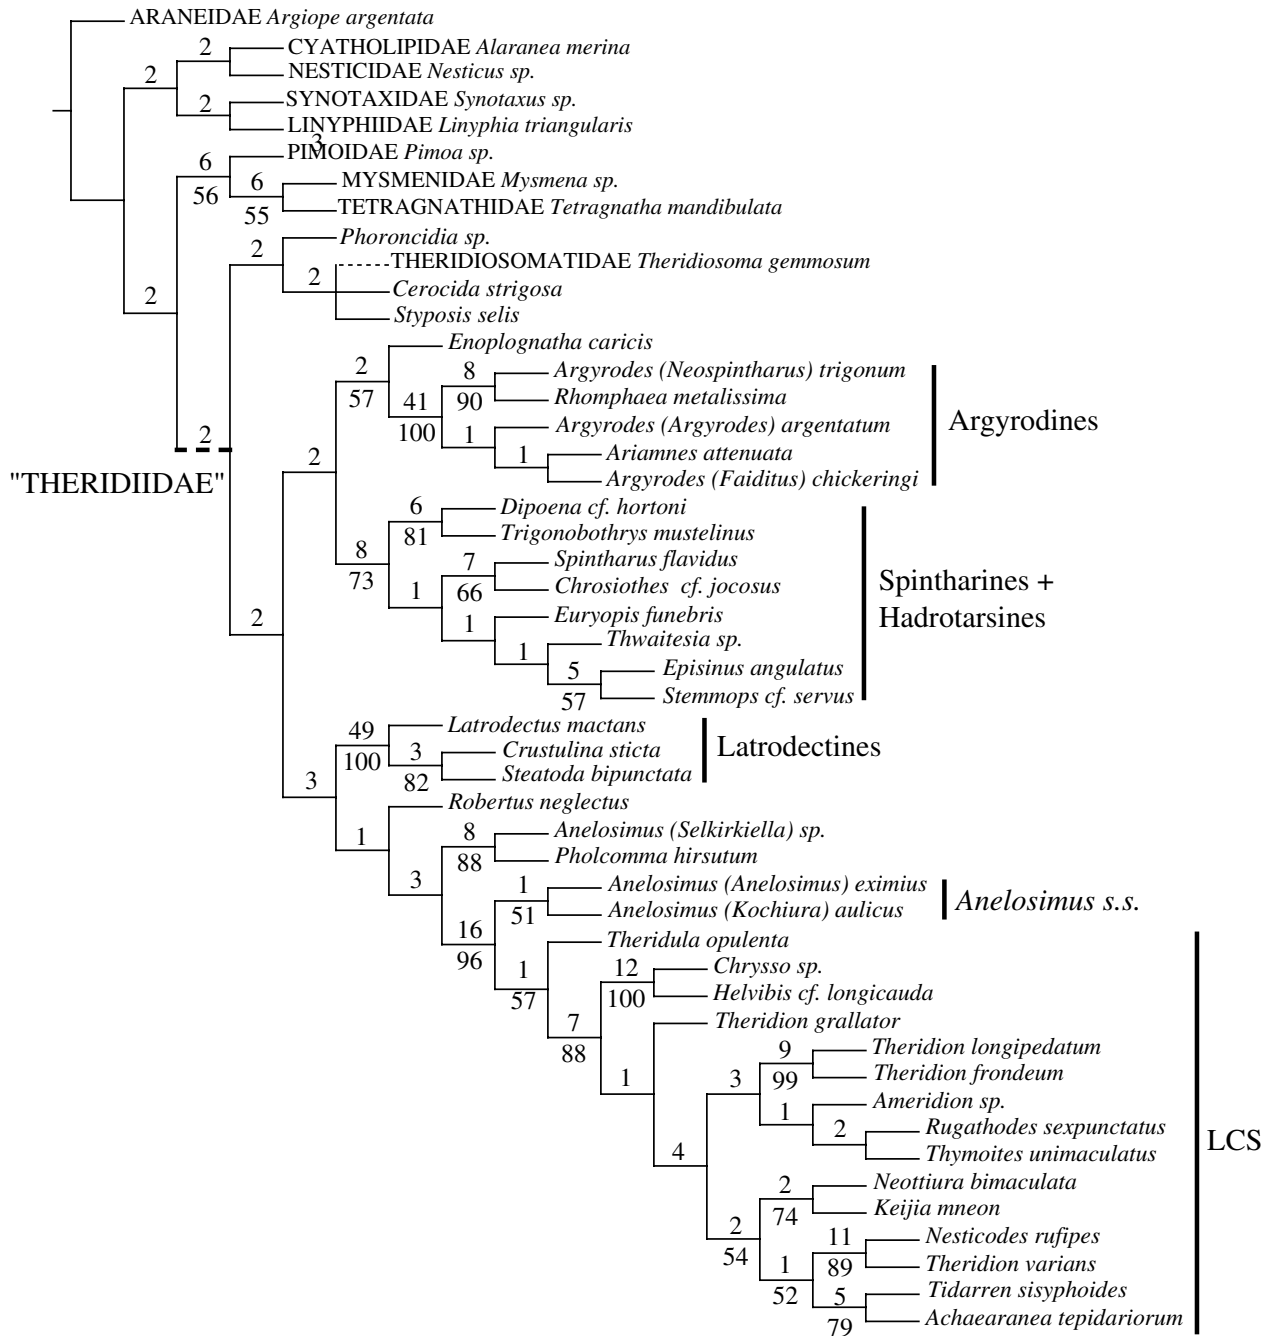 ARANEIDAE Argiope argentata
2 CYATHOLIPIDAE Alaranea merina
2
NESTICIDAE Nesticus sp.
2 SYNOTAXIDAE Synotaxus sp.
LINYPHIIDAE Linyphia triangularis
3
PIMOIDAE Pimoa sp.
6
56
6 MYSMENIDAE Mysmena sp.
55
TETRAGNATHIDAE Tetragnatha mandibulata
2
2 Phoroncidia sp.
THERIDIOSOMATIDAE Theridiosoma gemmosum
2
Cerocida strigosa
Styposis selis
2
"THERIDIIDAE"
Enoplognatha caricis
2
57
8 Argyrodes (Neospintharus) trigonum
90
Rhomphaea metalissima
41
100
Argyrodes (Argyrodes) argentatum
1
Ariamnes attenuata
1
Argyrodes (Faiditus) chickeringi
Argyrodines
2
6 Dipoena cf. hortoni
81
Trigonobothrys mustelinus
8
73
7 Spintharus flavidus
66
Chrosiothes cf. jocosus
1
Euryopis funebris
1
Thwaitesia sp.
1
5 Episinus angulatus
57
Stemmops cf. servus
Spintharines +
Hadrotarsines
2
Latrodectus mactans
49
100
3 Crustulina sticta
82
Steatoda bipunctata
Latrodectines
3
Robertus neglectus
1
8 Anelosimus (Selkirkiella) sp.
88
Pholcomma hirsutum
3
1 Anelosimus (Anelosimus) eximius
51
Anelosimus (Kochiura) aulicus
Anelosimus s.s.
16
96
Theridula opulenta
1
57
12 Chrysso sp.
100
Helvibis cf. longicauda
7
88
Theridion grallator
1
9 Theridion longipedatum
99
Theridion frondeum
3
Ameridion sp.
1
2 Rugathodes sexpunctatus
Thymoites unimaculatus
4
LCS
2 Neottiura bimaculata
74
Keijia mneon
2
54
11 Nesticodes rufipes
89
Theridion varians
1
52
5 Tidarren sisyphoides
79
Achaearanea tepidariorum